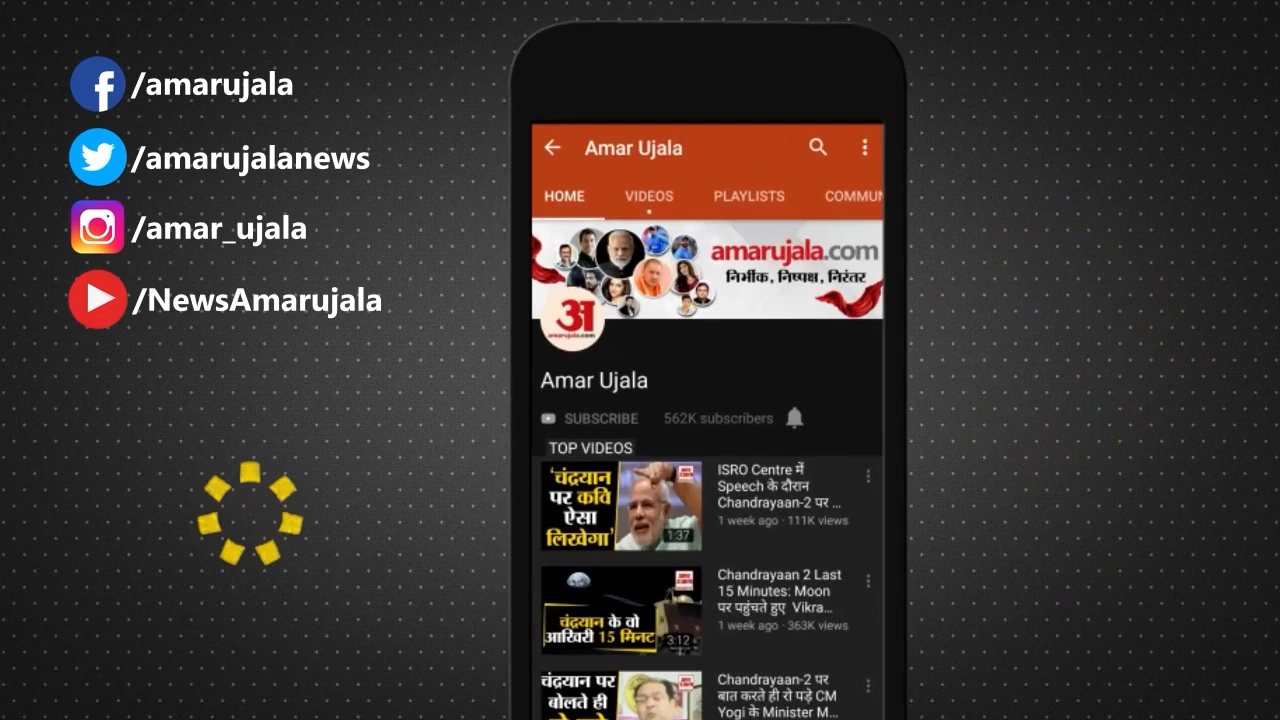 /amarujala
/amarujalanews
/amar_ujala
/NewsAmarujala
Amar Ujala
HOME VIDEOS PLAYLISTS COMMUN
amarujala.com
निर्भीक, निष्पक्ष, निरंतर
अ
amarujala.com
Amar Ujala
SUBSCRIBE 562K subscribers
TOP VIDEOS
'चंद्रयान
पर कवि
ऐसा
लिखेगा'
1:37
ISRO Centre में
Speech के दौरान
Chandrayaan-2 पर ...
1 week ago · 111K views
चंद्रयान के वो
आखिरी 15 मिनट
3:12
Chandrayaan 2 Last
15 Minutes: Moon
पर पहुंचते हुए Vikra...
1 week ago · 363K views
चंद्रयान पर
बोलते ही
Chandrayaan-2 पर
बात करते ही रो पड़े CM
Yogi के Minister M...